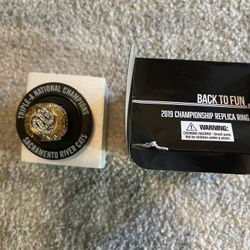 TRIPLE-A NATIONAL CHAMPIONS
SACRAMENTO RIVER CATS
BACK TO FUN.
2019 CHAMPIONSHIP REPLICA RING
WARNING:
CHOKING HAZARD - Small parts
Not for children under 3 years.